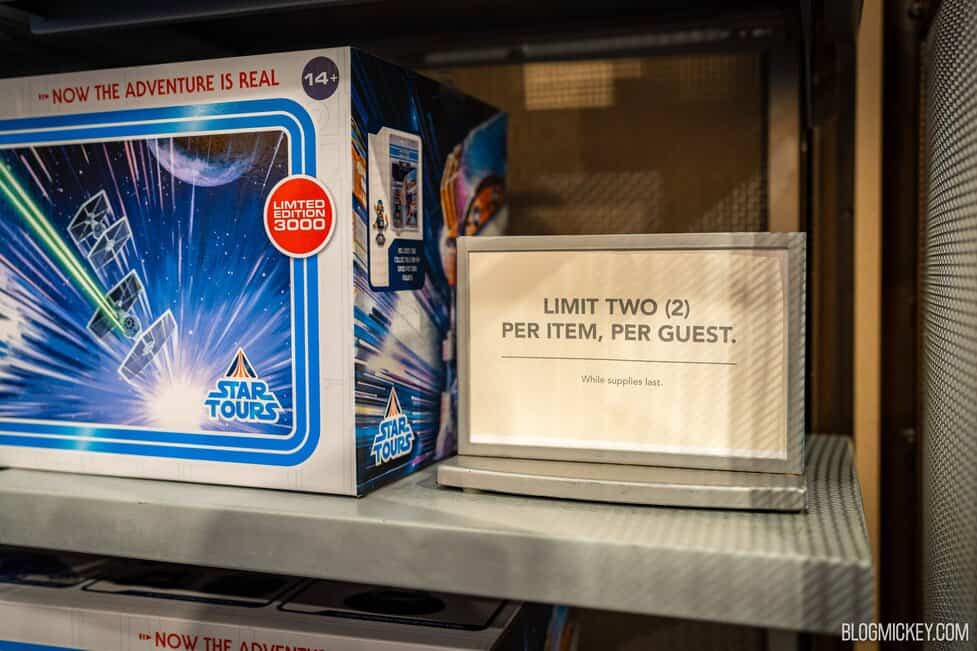 NOW THE ADVENTURE IS REAL
14+
LIMITED
EDITION
3000
STAR
TOURS
STAR
TOURS
LIMIT TWO (2)
PER ITEM, PER GUEST.
While supplies last.
NOW THE ADVENTURE
BLOGMICKEY.COM